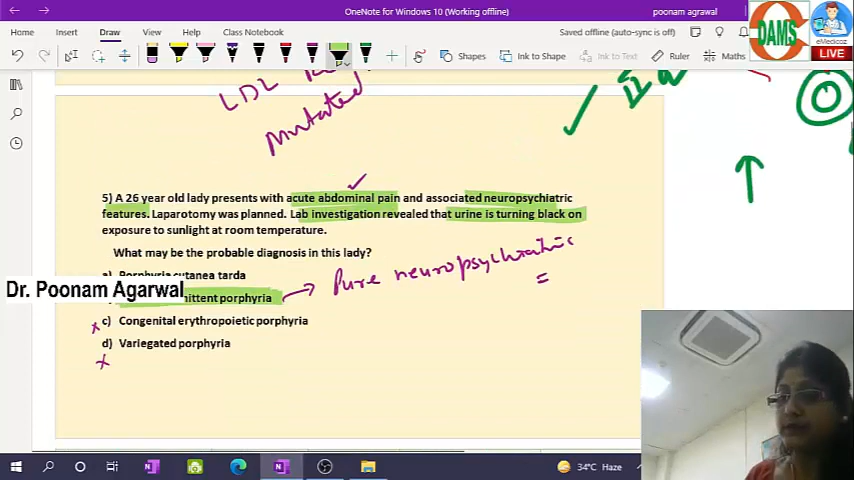 OneNote for Windows 10 (Working offline)
poonam agrawal
Home Insert Draw View Help Class Notebook
Saved offline (auto-sync is off)
Shapes Ink to Shape Ink to Text Ruler Maths
DAMS
eMedicoz
LIVE
LDL
Mutated
5) A 26 year old lady presents with acute abdominal pain and associated neuropsychiatric
features. Laparotomy was planned. Lab investigation revealed that urine is turning black on
exposure to sunlight at room temperature.
What may be the probable diagnosis in this lady?
a) Porphyria cutanea tarda
Dr. Poonam Agarwal
mittent porphyria
Pure neuropsychiatric
c) Congenital erythropoietic porphyria
d) Variegated porphyria
34°C Haze